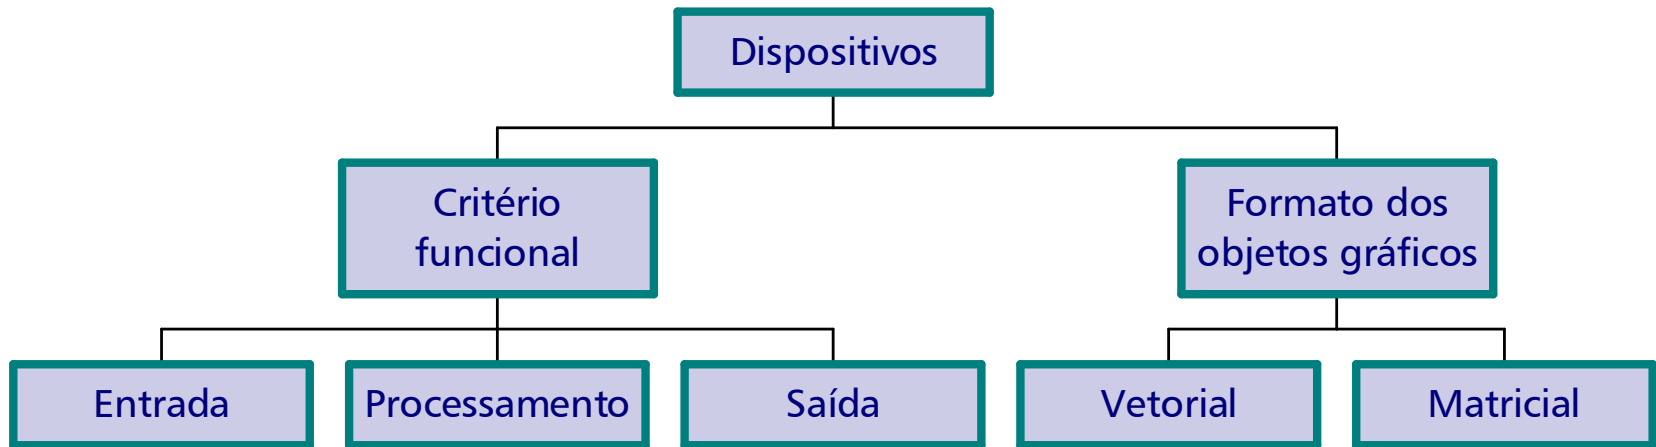 Dispositivos
Critério
funcional
Formato dos
objetos gráficos
Entrada
Processamento
Saída
Vetorial
Matricial